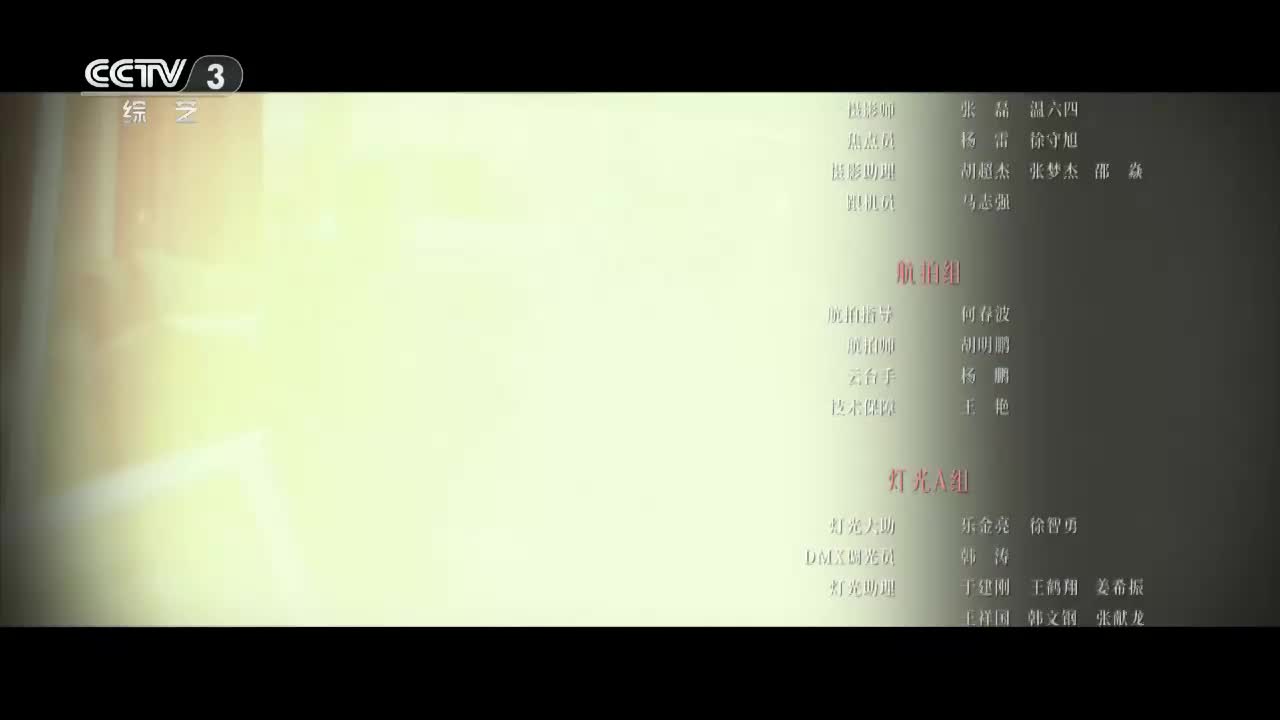 CCTV 3
综 艺
摄影师 张 磊 温六四
焦点员 杨 雷 徐守旭
摄影助理 胡超杰 张梦杰 邵 焱
跟机员 马志强
航拍组
航拍指导 何春波
航拍师 胡明鹏
云台手 杨 鹏
技术保障 王 艳
灯光A组
灯光大助 乐金亮 徐智勇
DMX调光员 韩 涛
灯光助理 于建刚 王鹤翔 姜希振
王祥国 韩文钢 张献龙